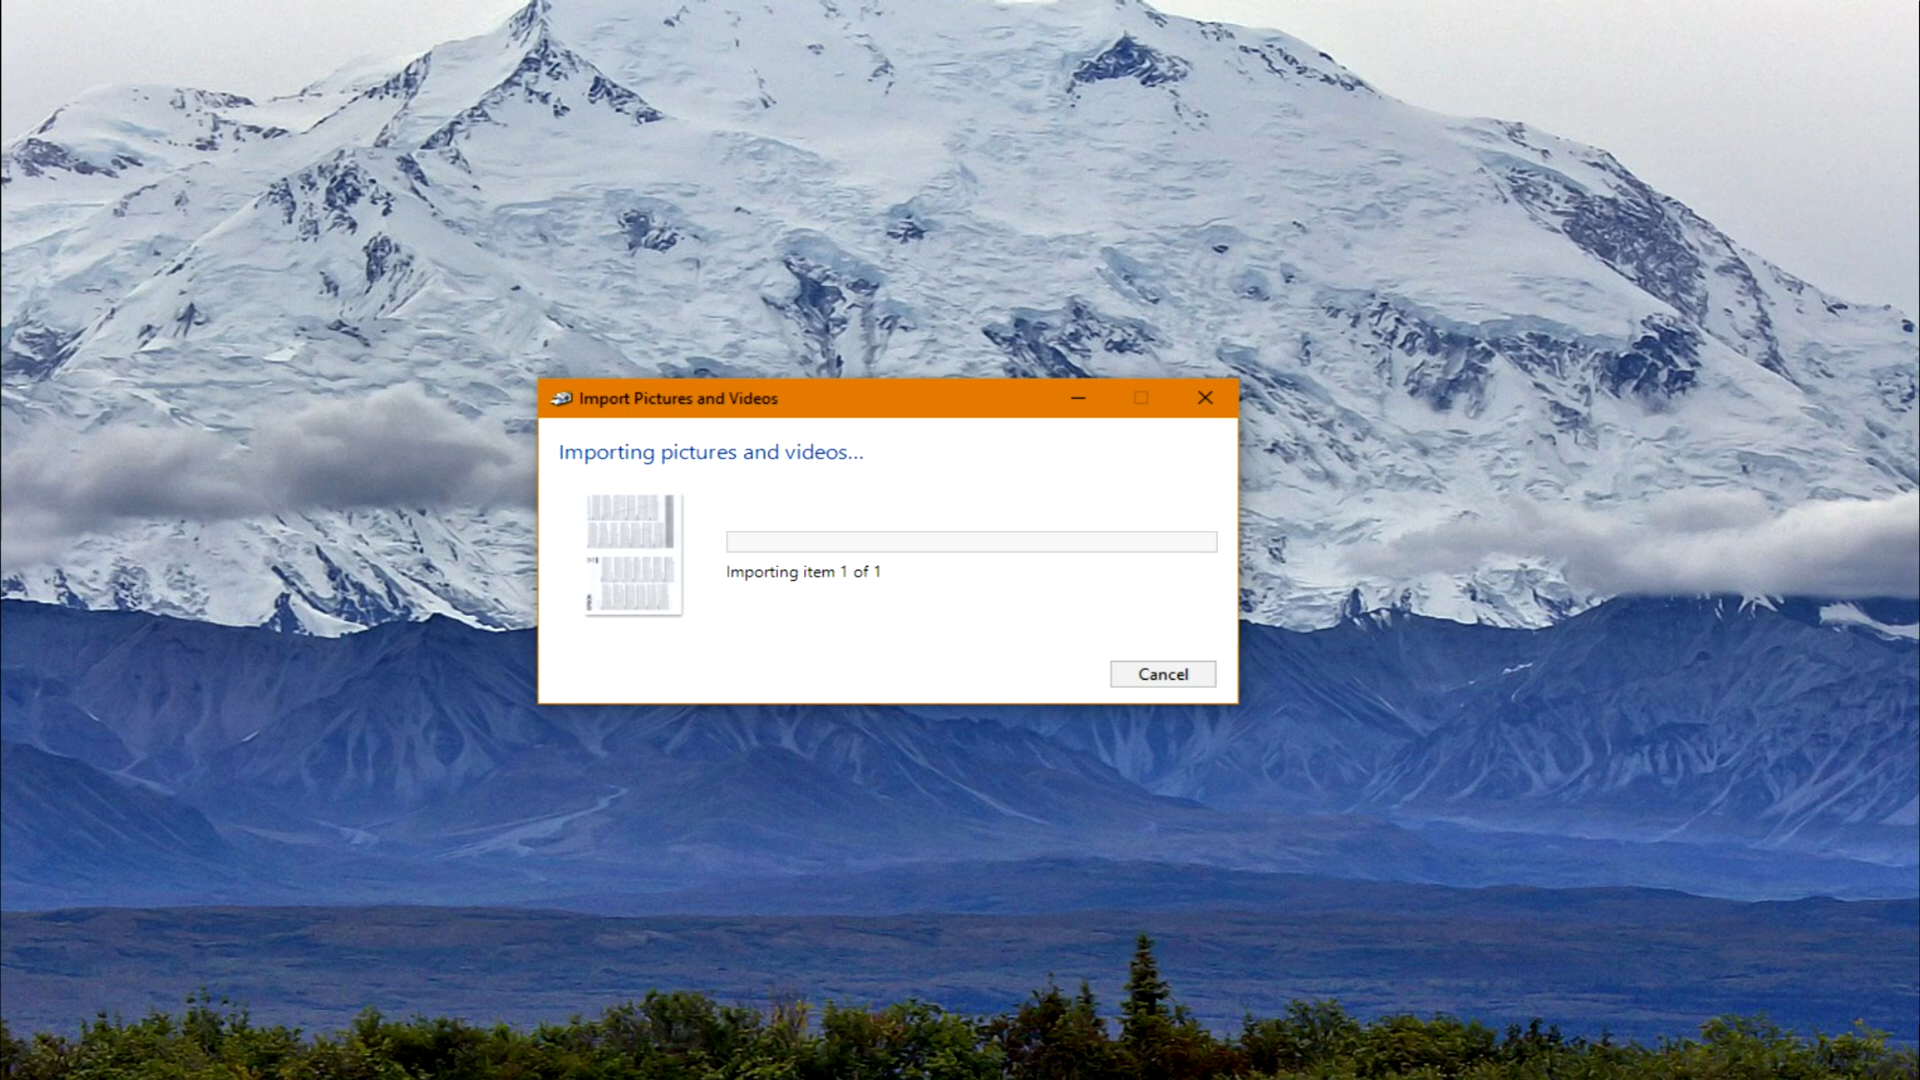 Import Pictures and Videos
Importing pictures and videos...
Importing item 1 of 1
Cancel